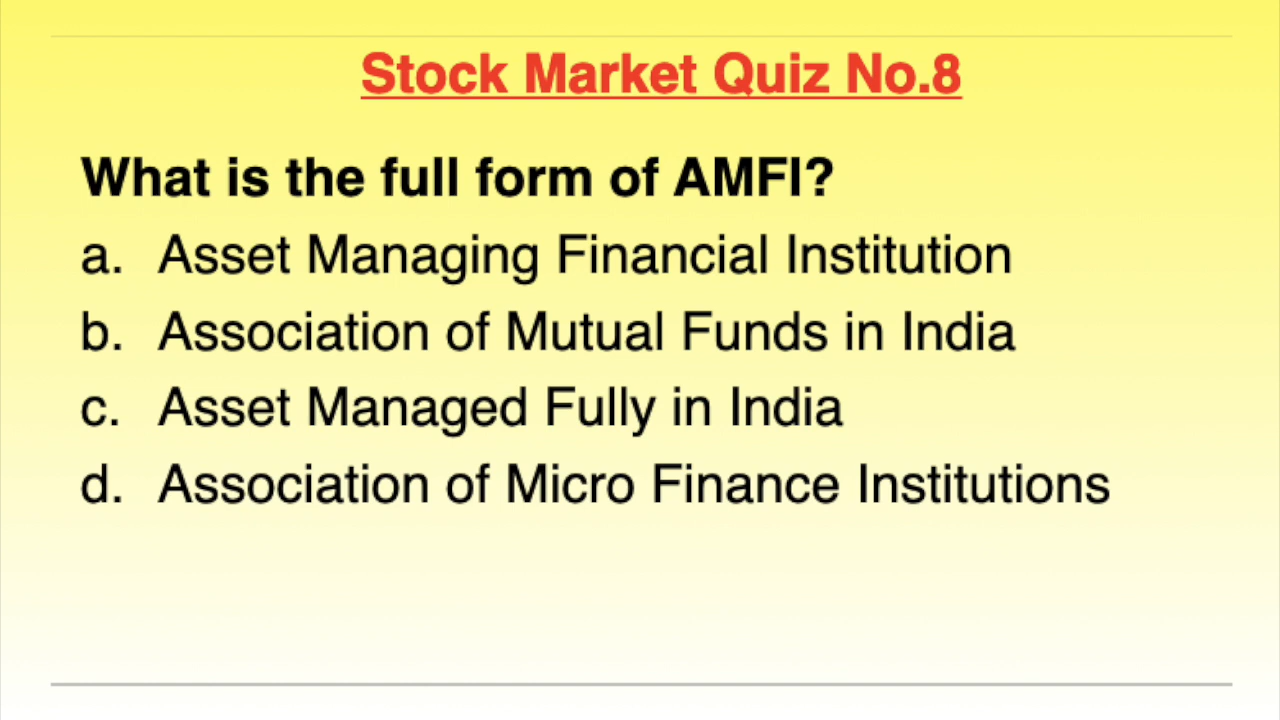 Stock Market Quiz No.8
What is the full form of AMFI?
a. Asset Managing Financial Institution
b. Association of Mutual Funds in India
c. Asset Managed Fully in India
d. Association of Micro Finance Institutions